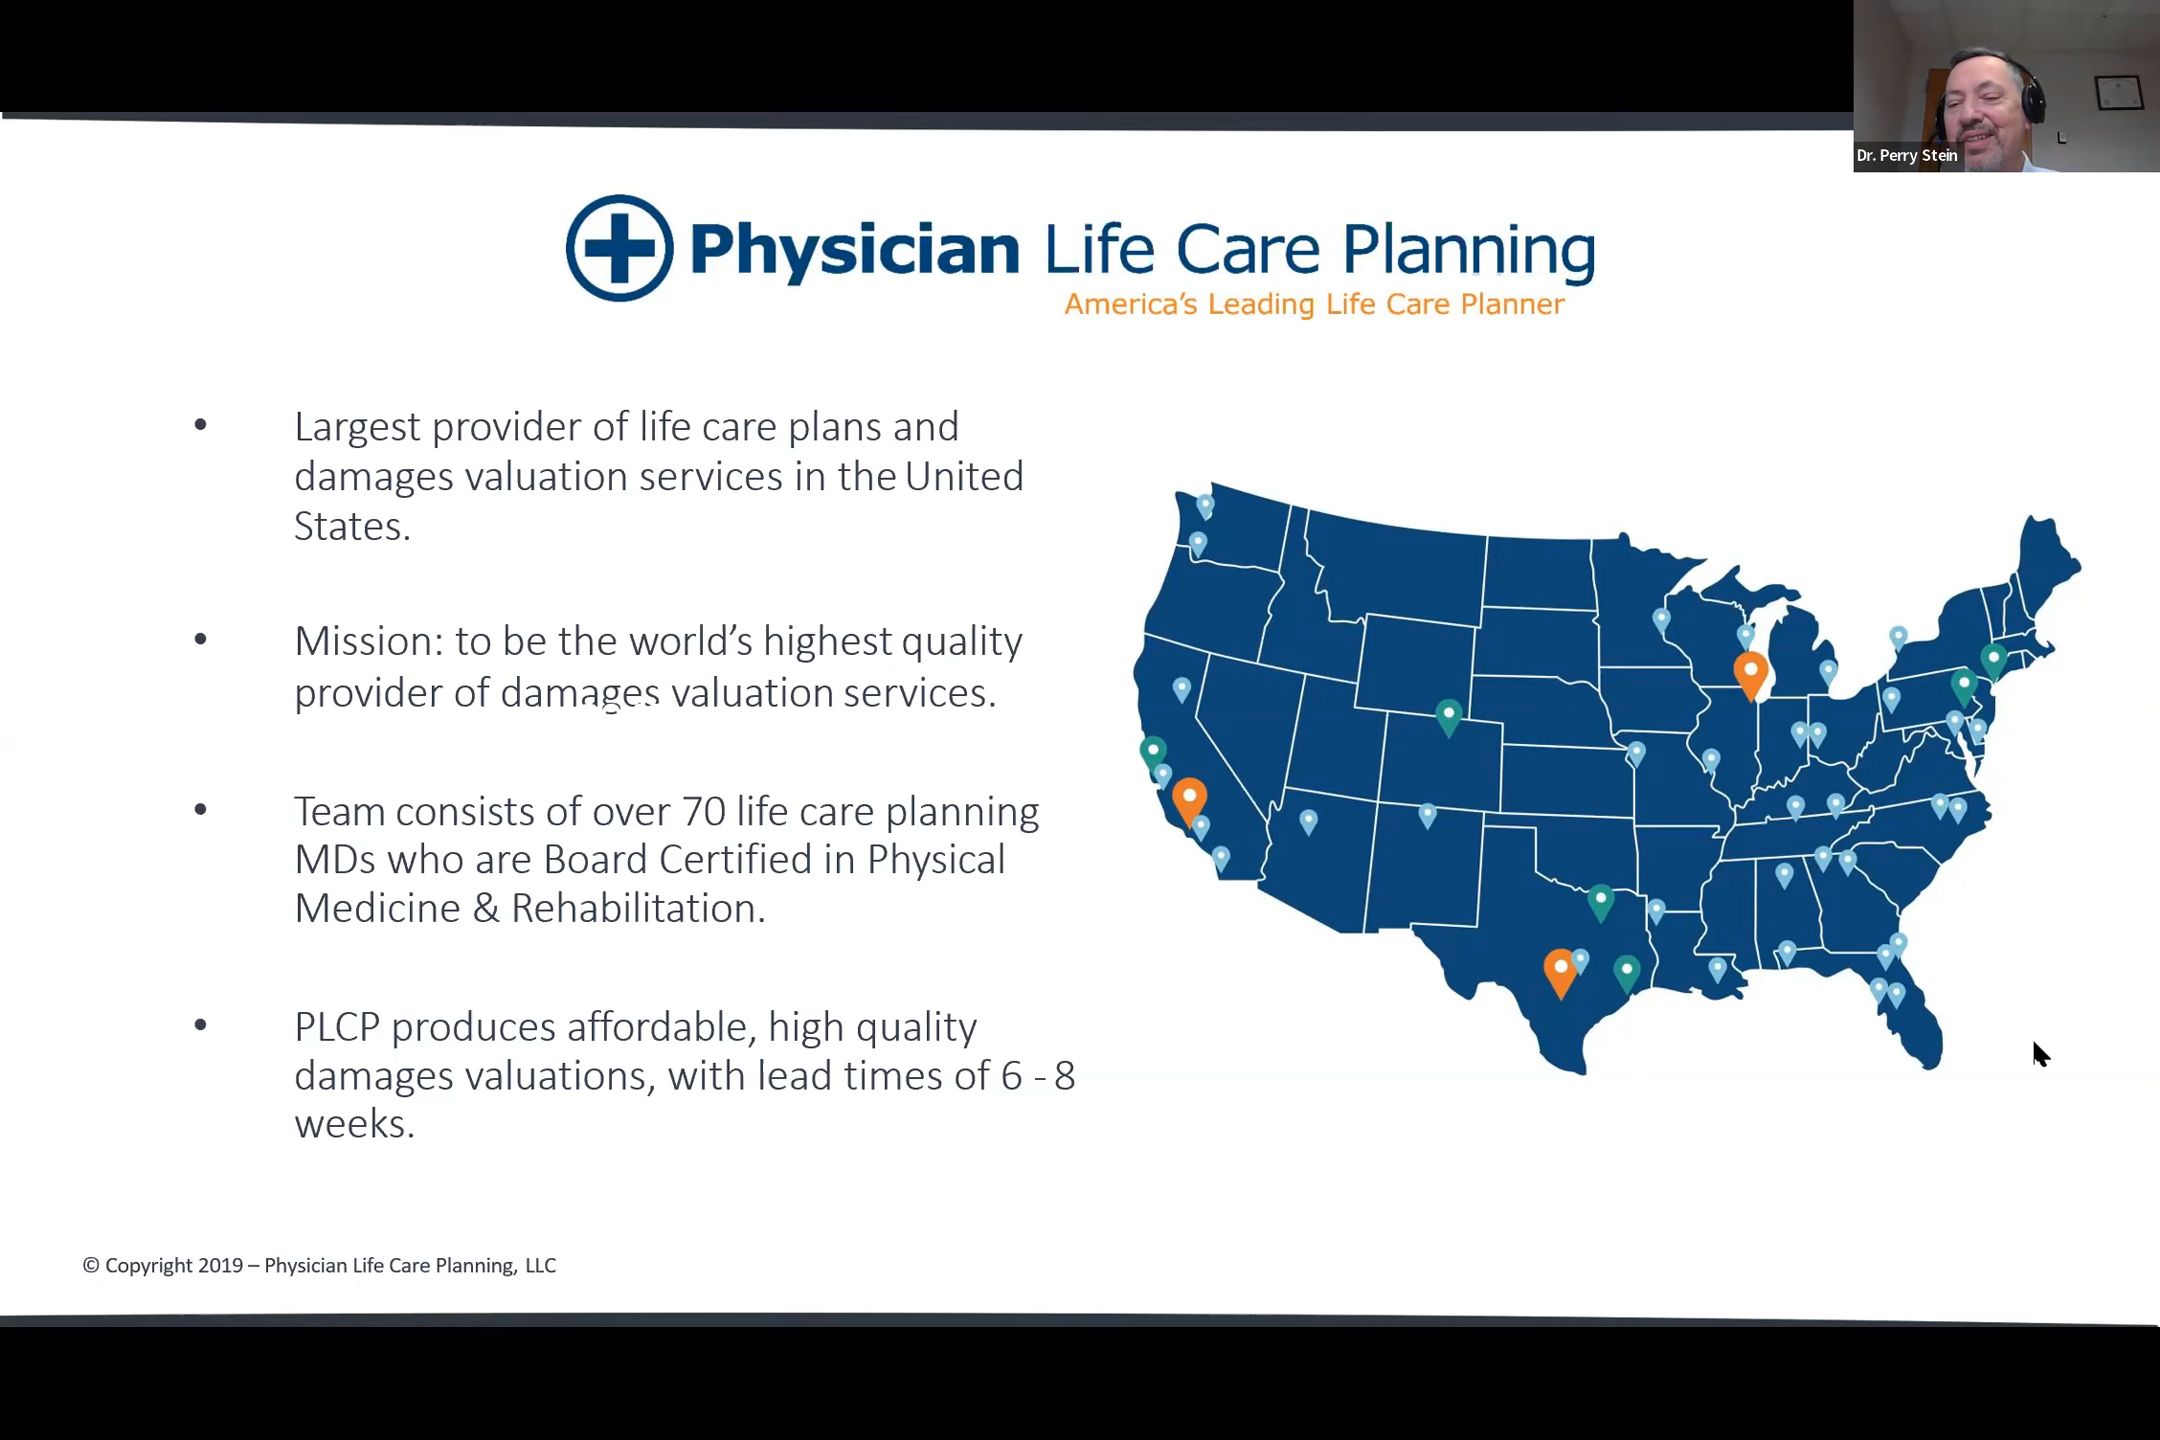 Dr. Perry Stein
Physician Life Care Planning
America's Leading Life Care Planner
• Largest provider of life care plans and
damages valuation services in the United
States.
• Mission: to be the world's highest quality
provider of damages valuation services.
• Team consists of over 70 life care planning
MDs who are Board Certified in Physical
Medicine & Rehabilitation.
• PLCP produces affordable, high quality
damages valuations, with lead times of 6 - 8
weeks.
© Copyright 2019 – Physician Life Care Planning, LLC